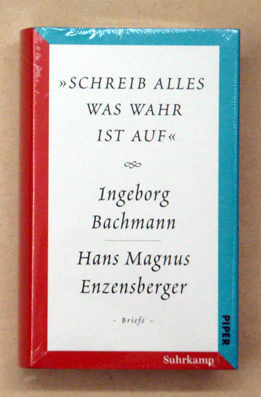 »SCHREIB ALLES
WAS WAHR
IST AUF«
Ingeborg
Bachmann
Hans Magnus
Enzensberger
- Briefe -
PIPER
Suhrkamp